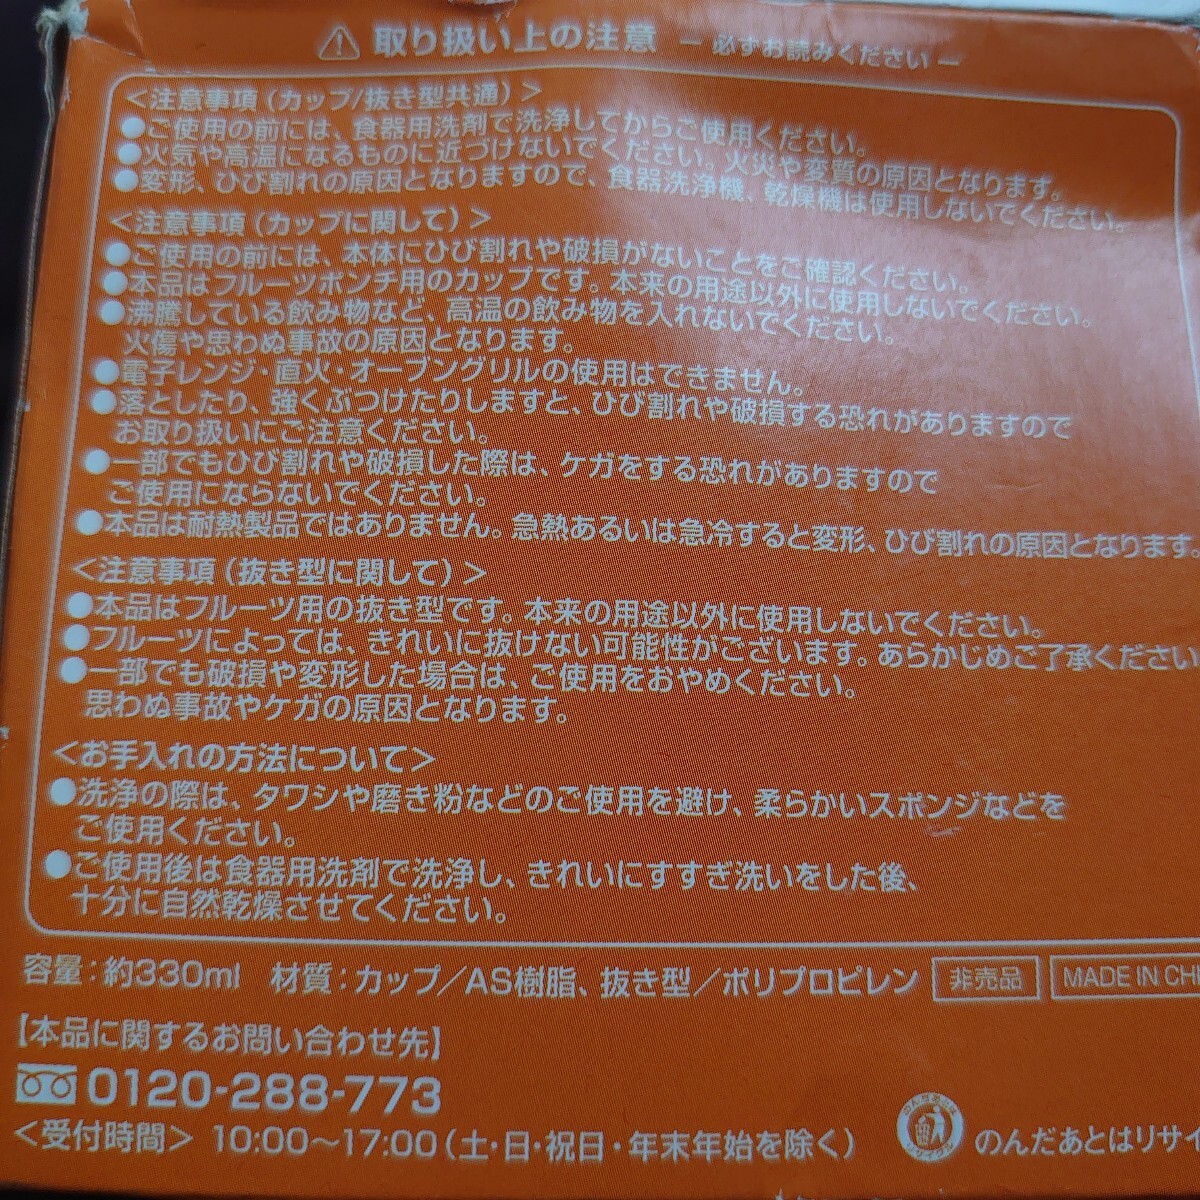 取り扱い上の注意 ー必ずお読みくださいー
＜注意事項（カップ/抜き型共通）＞
●ご使用の前には、食器用洗剤で洗浄してからご使用ください。
●火気や高温になるものに近づけないでください。火災や変質の原因となります。
●変形、ひび割れの原因となりますので、食器洗浄機、乾燥機は使用しないでください。
＜注意事項（カップに関して）＞
●ご使用の前には、本体にひび割れや破損がないことをご確認ください。
●本品はフルーツポンチ用のカップです。本来の用途以外に使用しないでください。
●沸騰している飲み物など、高温の飲み物を入れないでください。
火傷や思わぬ事故の原因となります。
●電子レンジ・直火・オーブングリルの使用はできません。
●落としたり、強くぶつけたりしますと、ひび割れや破損する恐れがありますので
お取り扱いにご注意ください。
●一部でもひび割れや破損した際は、ケガをする恐れがありますので
ご使用にならないでください。
●本品は耐熱製品ではありません。急熱あるいは急冷すると変形、ひび割れの原因となります。
＜注意事項（抜き型に関して）＞
●本品はフルーツ用の抜き型です。本来の用途以外に使用しないでください。
●フルーツによっては、きれいに抜けない可能性がございます。あらかじめご了承ください
●一部でも破損や変形した場合は、ご使用をおやめください。
思わぬ事故やケガの原因となります。
＜お手入れの方法について＞
●洗浄の際は、タワシや磨き粉などのご使用を避け、柔らかいスポンジなどを
ご使用ください。
●ご使用後は食器用洗剤で洗浄し、きれいにすすぎ洗いをした後、
十分に自然乾燥させてください。
容量：約330ml 材質：カップ／AS樹脂、抜き型／ポリプロピレン 非売品 MADE IN CH
【本品に関するお問い合わせ先】
0120-288-773
＜受付時間＞ 10:00〜17:00（土・日・祝日・年末年始を除く）
のんだあとはリサイ